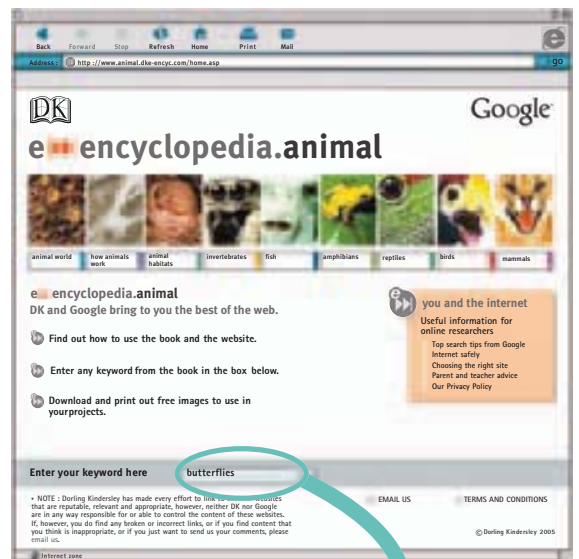 Back Forward Stop Refresh Home Print Mail
Address : http ://www.animal.dke-encyc.com/home.asp go
DK Google
e encyclopedia.animal
animal world how animals work animal habitats invertebrates fish amphibians reptiles birds mammals
e encyclopedia.animal
DK and Google bring to you the best of the web.
Find out how to use the book and the website.
Enter any keyword from the book in the box below.
Download and print out free images to use in
yourprojects.
e
you and the internet
Useful information for
online researchers
Top search tips from Google
Internet safely
Choosing the right site
Parent and teacher advice
Our Privacy Policy
Enter your keyword here butterflies
• NOTE : Dorling Kindersley has made every effort to link to websites
that are reputable, relevant and appropriate, however, neither DK nor Google
are in any way responsible for or able to control the content of these websites.
If, however, you do find any broken or incorrect links, or if you find content that
you think is inappropriate, or if you just want to send us your comments, please
email us.
EMAIL US TERMS AND CONDITIONS
© Dorling Kindersley 2005
Internet zone